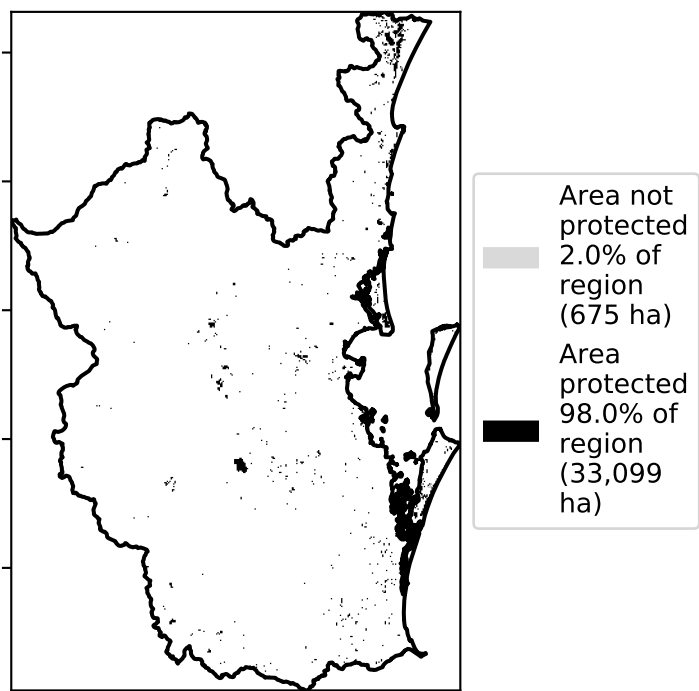 Area not
protected
2.0% of
region
(675 ha)
Area
protected
98.0% of
region
(33,099
ha)